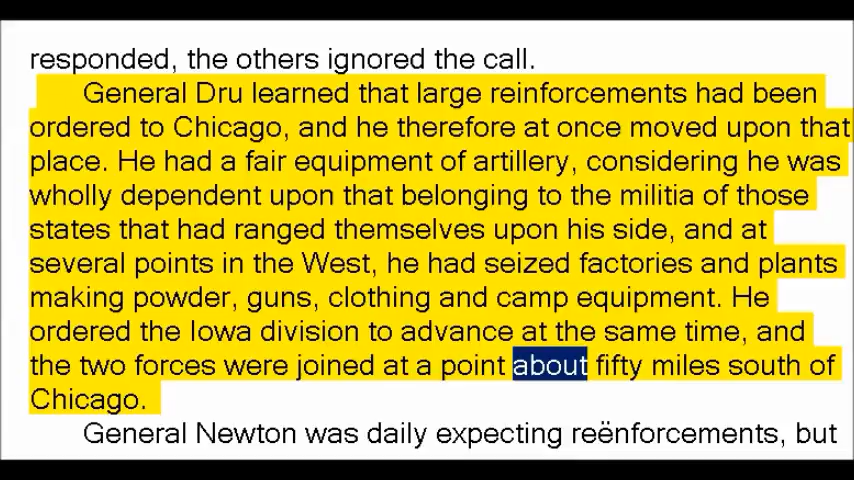 responded, the others ignored the call.
General Dru learned that large reinforcements had been
ordered to Chicago, and he therefore at once moved upon that
place. He had a fair equipment of artillery, considering he was
wholly dependent upon that belonging to the militia of those
states that had ranged themselves upon his side, and at
several points in the West, he had seized factories and plants
making powder, guns, clothing and camp equipment. He
ordered the Iowa division to advance at the same time, and
the two forces were joined at a point about fifty miles south of
Chicago.
General Newton was daily expecting reënforcements, but